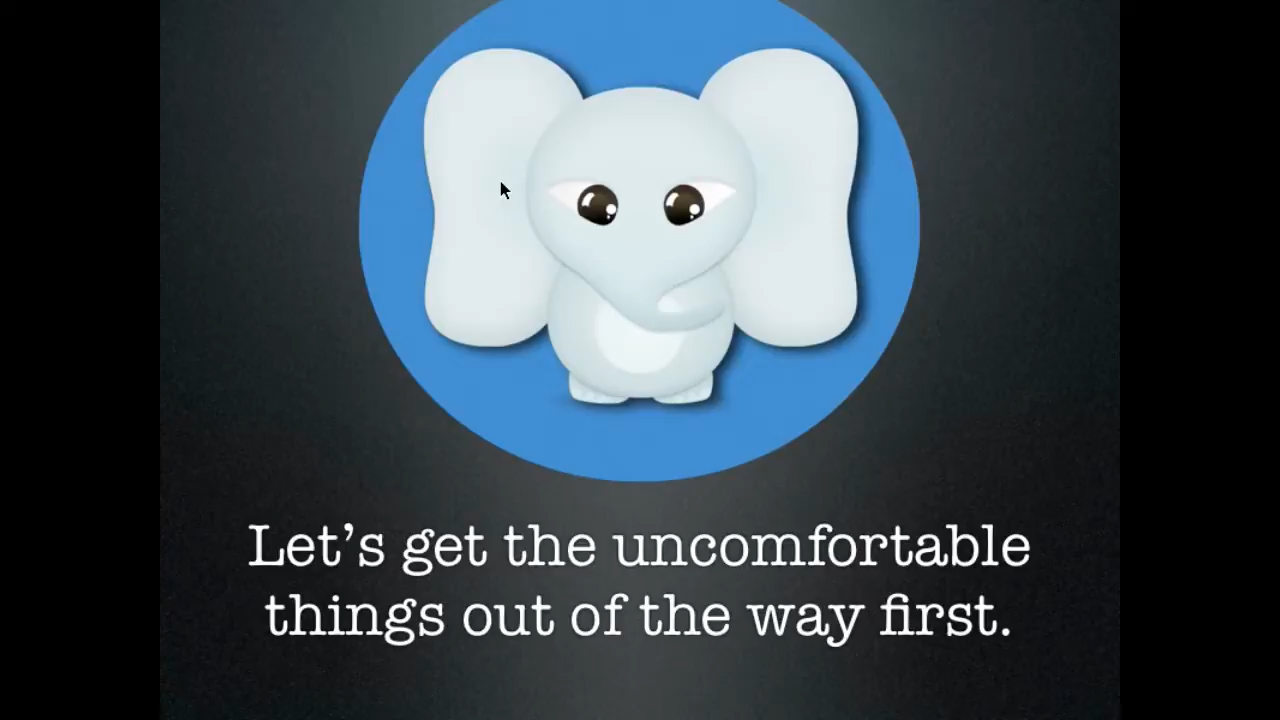 Let’s get the uncomfortable
things out of the way first.